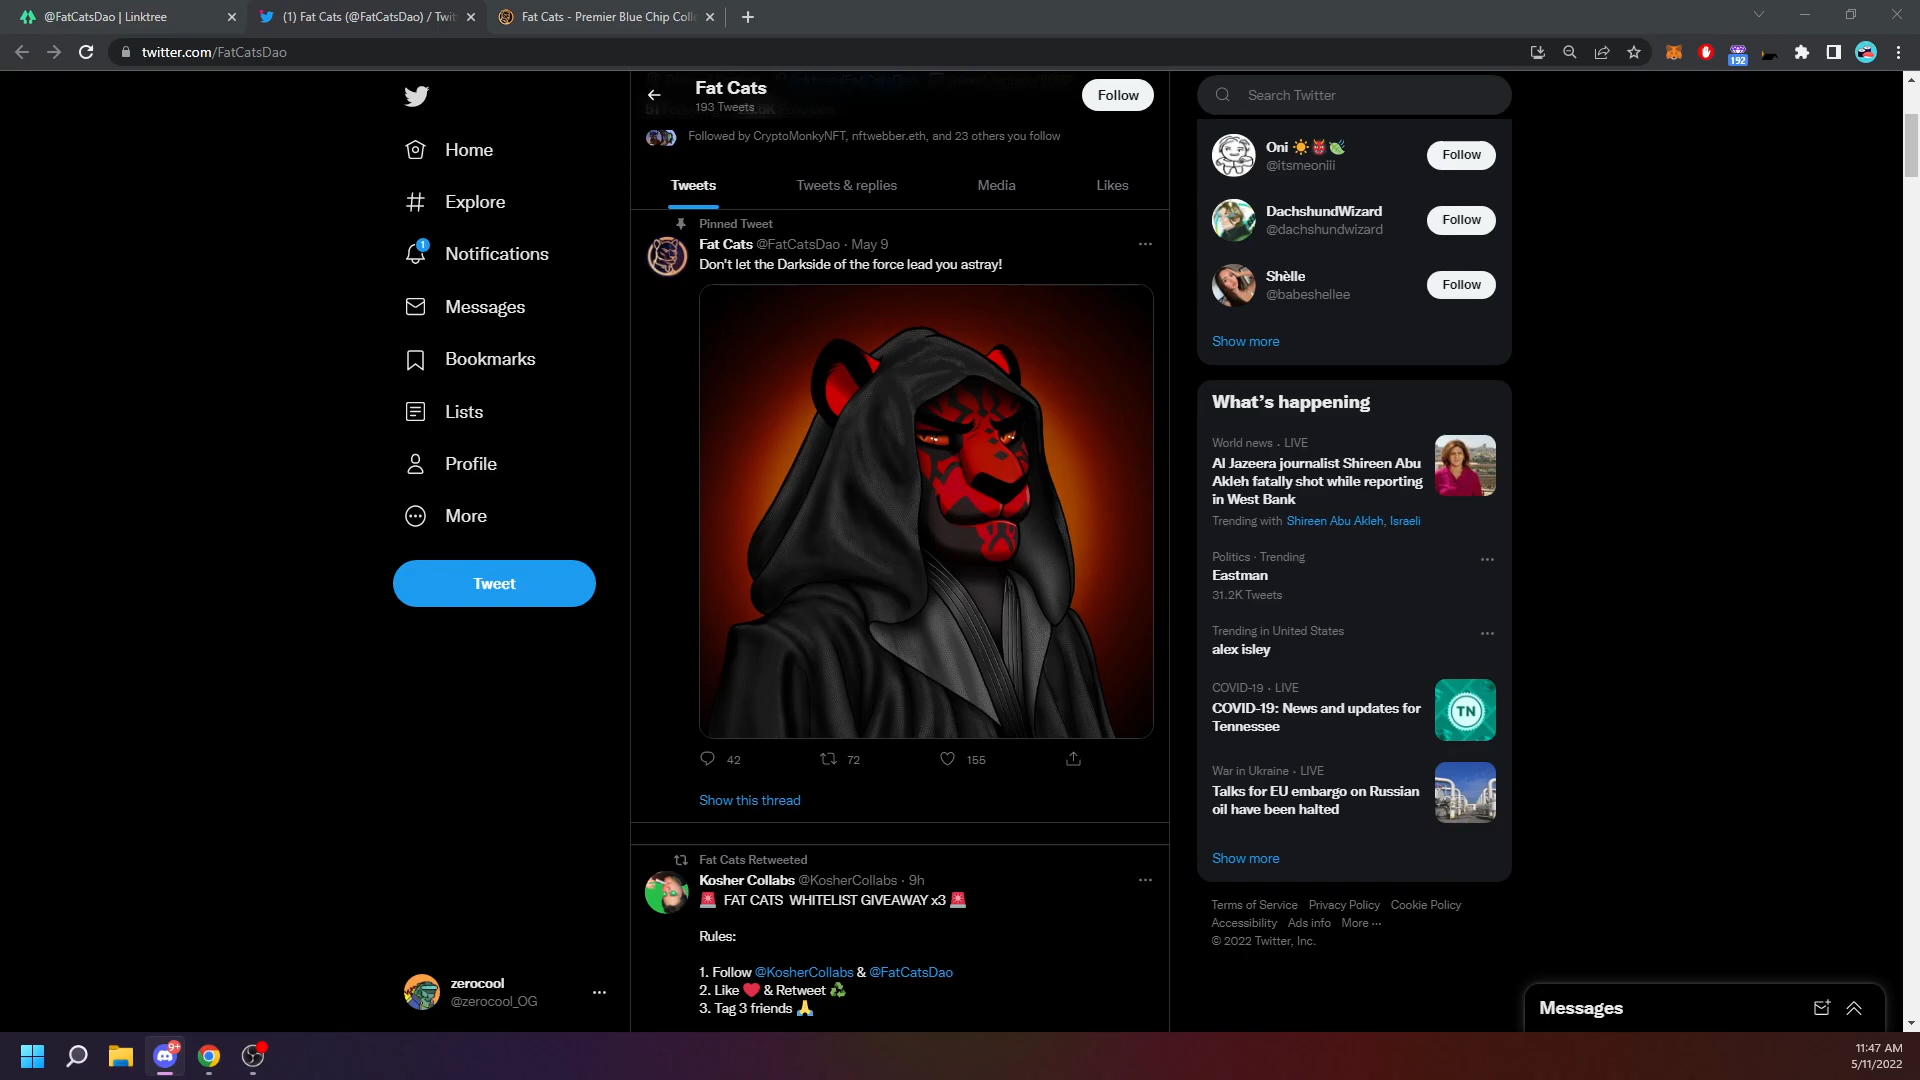 @FatCatsDao | Linktree
(1) Fat Cats (@FatCatsDao) / Twit
Fat Cats - Premier Blue Chip Coll
twitter.com/FatCatsDao
192
Home
Explore
1
Notifications
Messages
Bookmarks
Lists
Profile
More
Tweet
zerocool
@zerocool_OG
Fat Cats
193 Tweets
Follow
Followed by CryptoMonkyNFT, nftwebber.eth, and 23 others you follow
Tweets
Tweets & replies
Media
Likes
Pinned Tweet
Fat Cats @FatCatsDao · May 9
Don't let the Darkside of the force lead you astray!
42
72
155
Show this thread
Fat Cats Retweeted
Kosher Collabs @KosherCollabs · 9h
🚨 FAT CATS WHITELIST GIVEAWAY x3 🚨
Rules:
1. Follow @KosherCollabs & @FatCatsDao
2. Like ❤️ & Retweet ♻️
3. Tag 3 friends 🙏
Search Twitter
Oni ☀️👹🍃
@itsmeoniii
Follow
DachshundWizard
@dachshundwizard
Follow
Shèlle
@babeshellee
Follow
Show more
What's happening
World news · LIVE
Al Jazeera journalist Shireen Abu
Akleh fatally shot while reporting
in West Bank
Trending with Shireen Abu Akleh, Israeli
Politics · Trending
Eastman
31.2K Tweets
Trending in United States
alex isley
COVID-19 · LIVE
COVID-19: News and updates for
Tennessee
TN
War in Ukraine · LIVE
Talks for EU embargo on Russian
oil have been halted
Show more
Terms of Service Privacy Policy Cookie Policy
Accessibility Ads info More ···
© 2022 Twitter, Inc.
Messages
9+
11:47 AM
5/11/2022